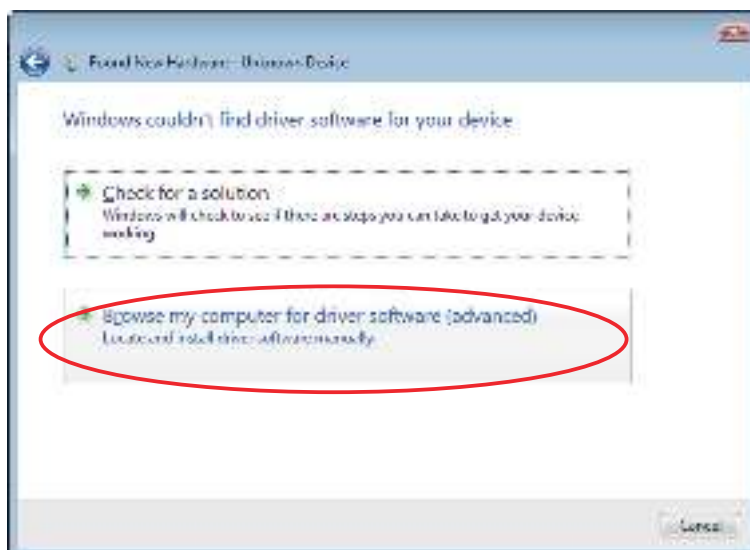 Found New Hardware - Unknown Device
Windows couldn't find driver software for your device
Check for a solution
Windows will check to see if there are steps you can take to get your device
working.
Browse my computer for driver software (advanced)
Locate and install driver software manually.
Cancel